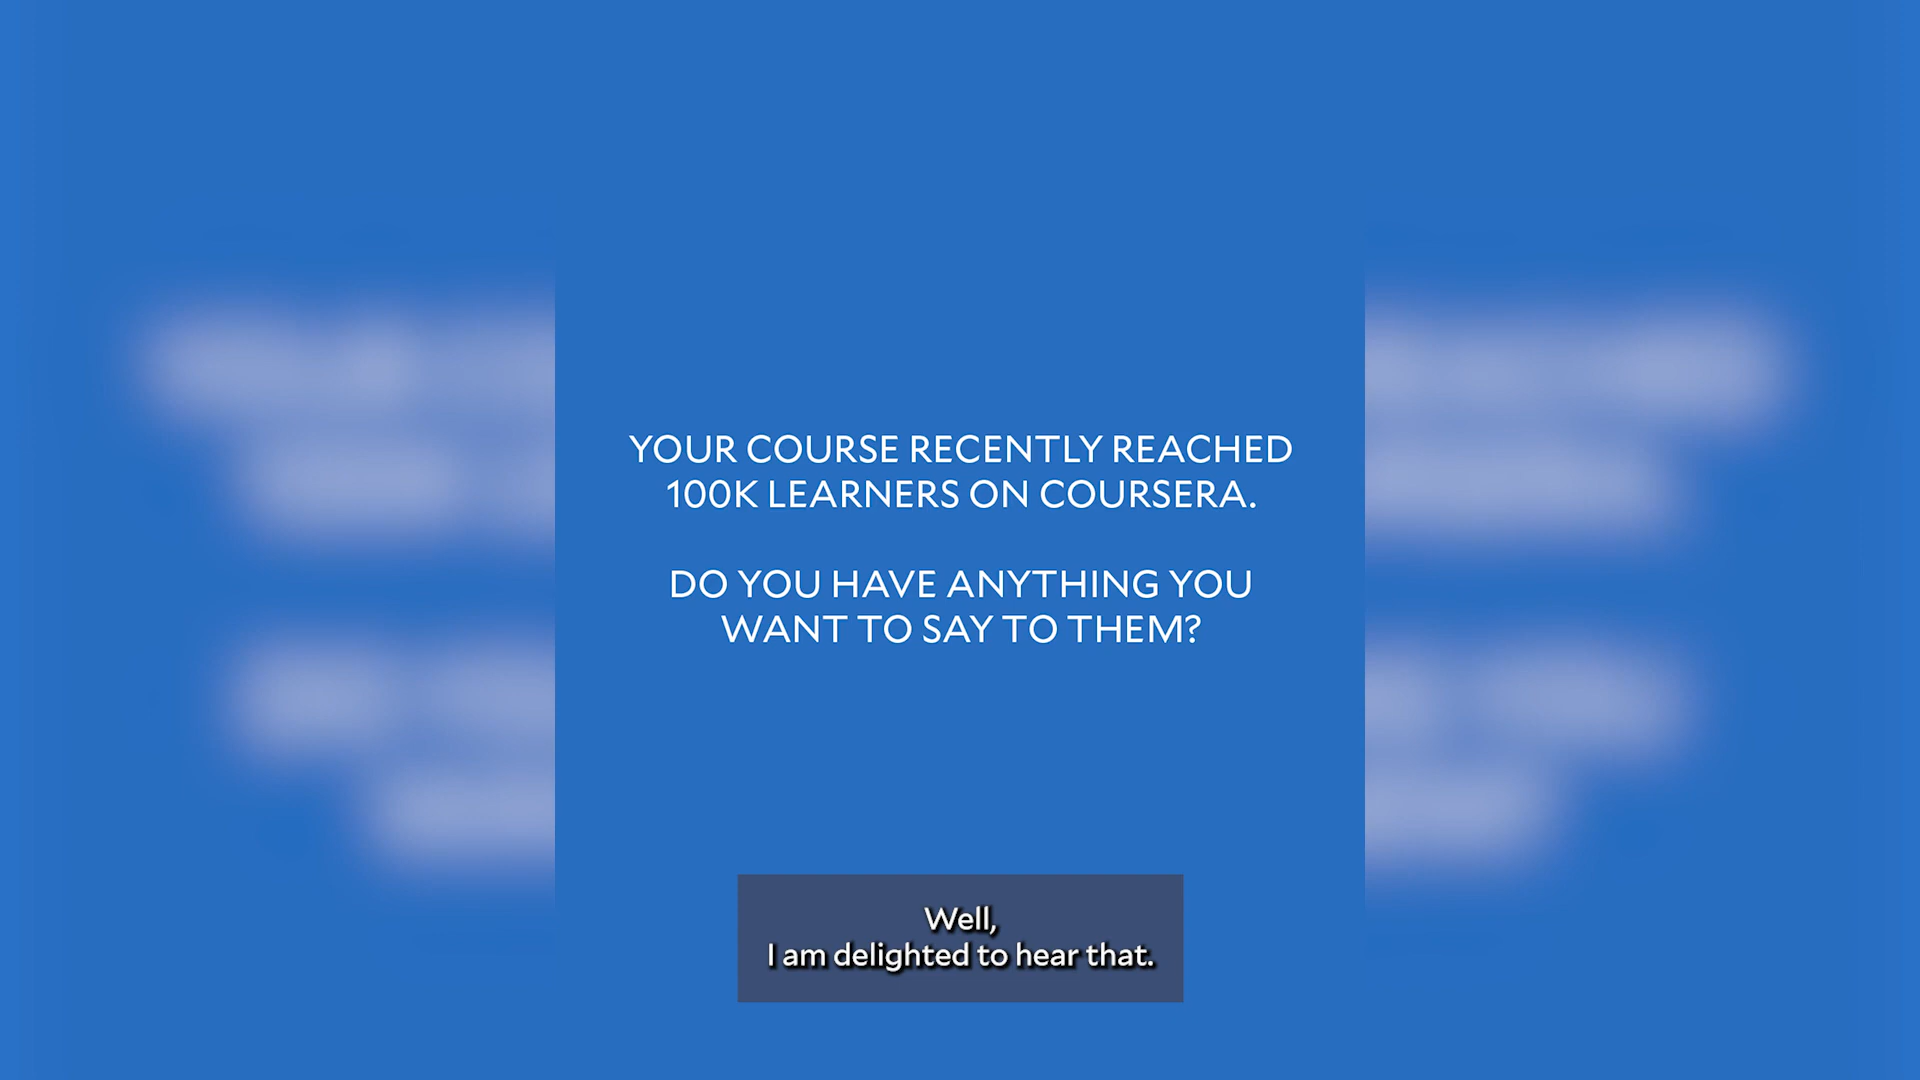 YOUR COURSE RECENTLY REACHED
100K LEARNERS ON COURSERA.
DO YOU HAVE ANYTHING YOU
WANT TO SAY TO THEM?
Well,
I am delighted to hear that.